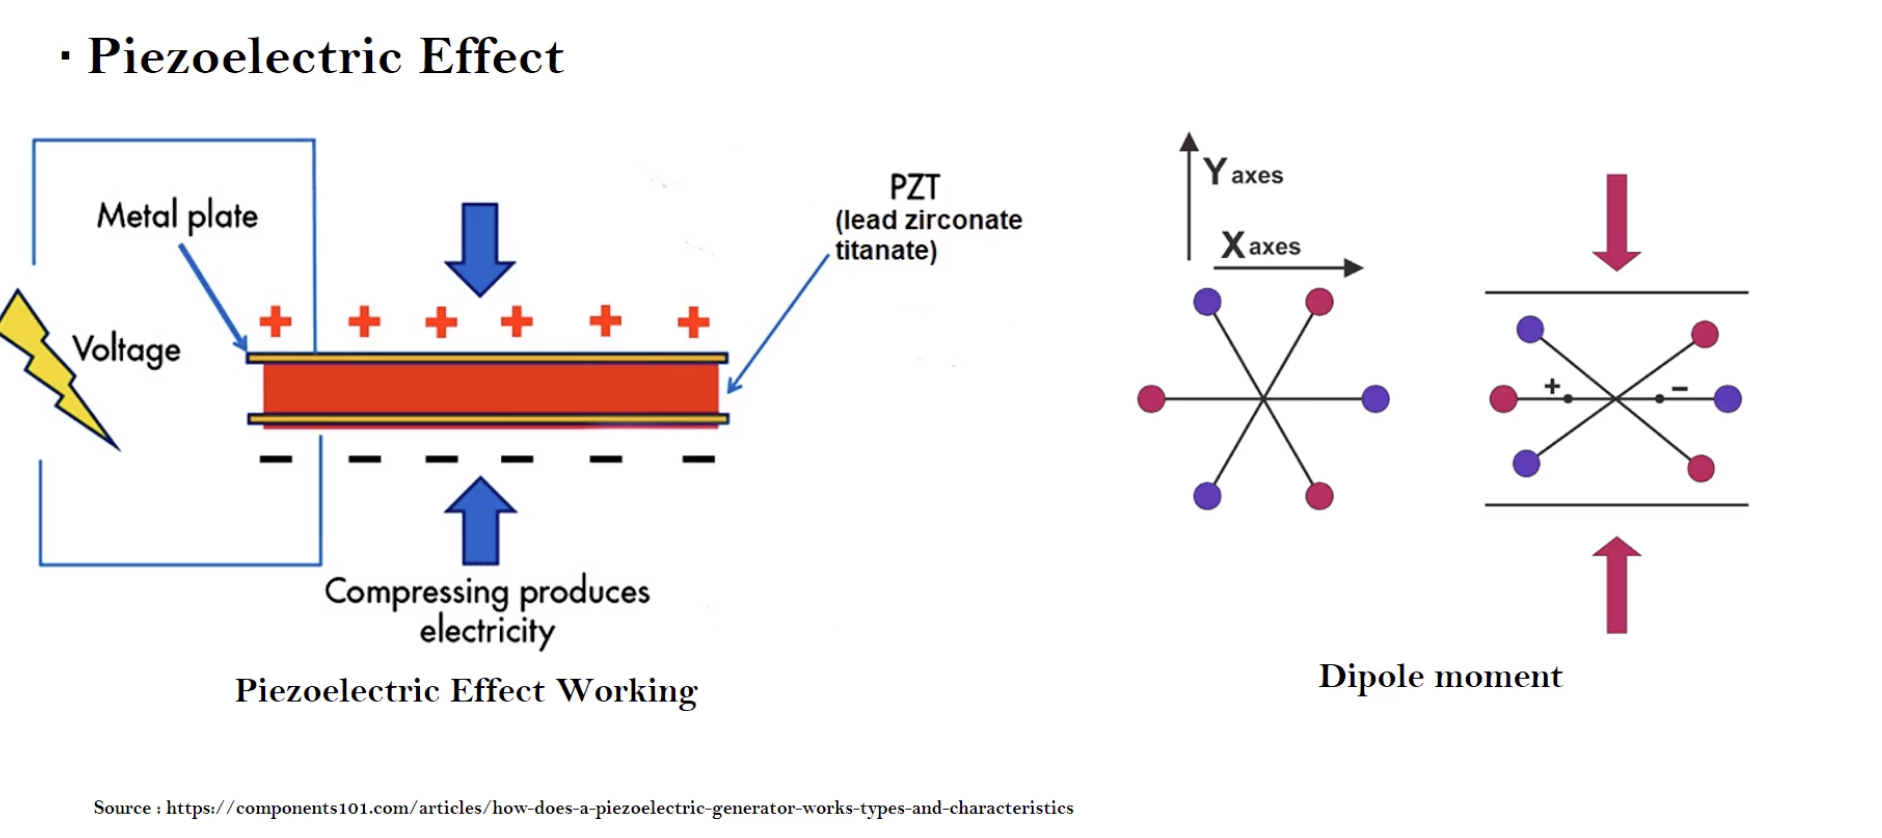 · Piezoelectric Effect
Metal plate
Voltage
+ + + + + +
− − − − − −
PZT
(lead zirconate
titanate)
Compressing produces
electricity
Piezoelectric Effect Working
Y axes
X axes
+ −
Dipole moment
Source : https://components101.com/articles/how-does-a-piezoelectric-generator-works-types-and-characteristics